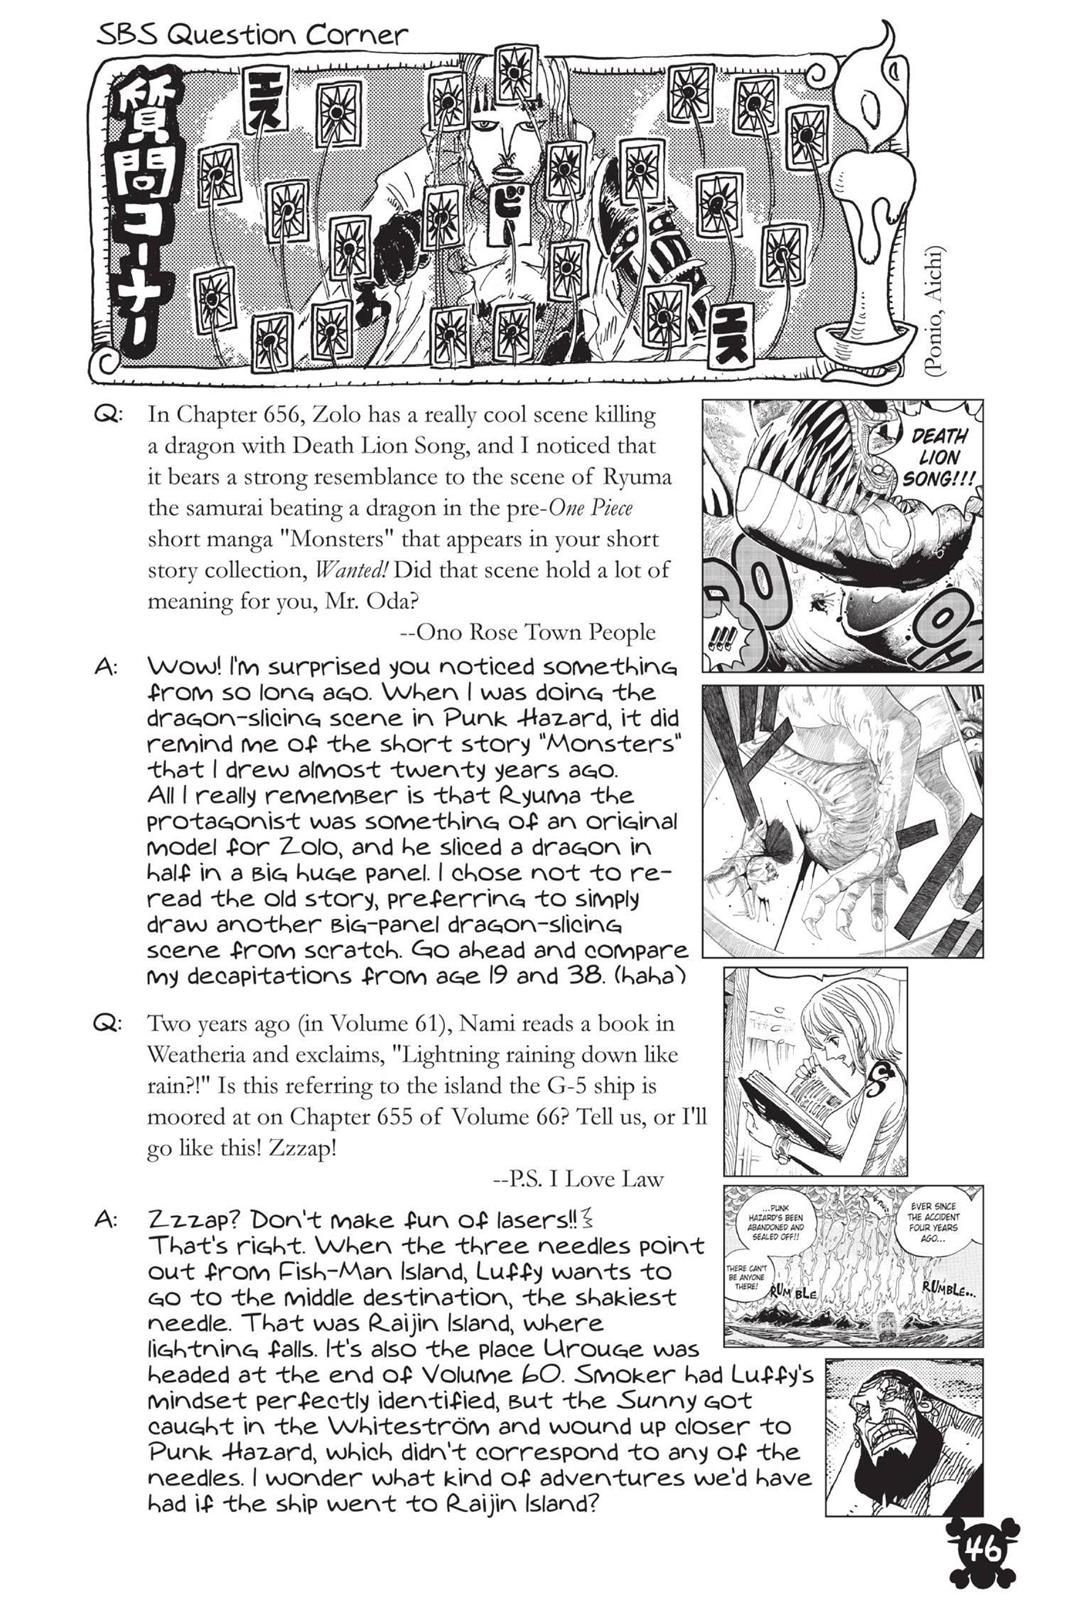 SBS Question Corner
質問コーナー
エス
ビ
エス
(Ponio, Aichi)
Q: In Chapter 656, Zolo has a really cool scene killing
a dragon with Death Lion Song, and I noticed that
it bears a strong resemblance to the scene of Ryuma
the samurai beating a dragon in the pre-One Piece
short manga "Monsters" that appears in your short
story collection, Wanted! Did that scene hold a lot of
meaning for you, Mr. Oda?
--Ono Rose Town People
DEATH
LION
SONG!!!
!!!
A: Wow! I'm surprised you noticed something
from so long ago. When I was doing the
dragon-slicing scene in Punk Hazard, it did
remind me of the short story "Monsters"
that I drew almost twenty years ago.
All I really remember is that Ryuma the
protagonist was something of an original
model for Zolo, and he sliced a dragon in
half in a big huge panel. I chose not to re-
read the old story, preferring to simply
draw another big-panel dragon-slicing
scene from scratch. Go ahead and compare
my decapitations from age 19 and 38. (haha)
Q: Two years ago (in Volume 61), Nami reads a book in
Weatheria and exclaims, "Lightning raining down like
rain?!" Is this referring to the island the G-5 ship is
moored at on Chapter 655 of Volume 66? Tell us, or I'll
go like this! Zzzap!
--P.S. I Love Law
A: Zzzap? Don't make fun of lasers!!
That's right. When the three needles point
out from Fish-Man Island, Luffy wants to
go to the middle destination, the shakiest
needle. That was Raijin Island, where
lightning falls. It's also the place Urouge was
headed at the end of Volume 60. Smoker had Luffy's
mindset perfectly identified, but the Sunny got
caught in the Whiteström and wound up closer to
Punk Hazard, which didn't correspond to any of the
needles. I wonder what kind of adventures we'd have
had if the ship went to Raijin Island?
EVER SINCE
THE ACCIDENT
FOUR YEARS
AGO...
...PUNK
HAZARD'S BEEN
ABANDONED AND
SEALED OFF!!
THERE CAN'T
BE ANYONE
THERE!
RUMBLE
RUMBLE...
46